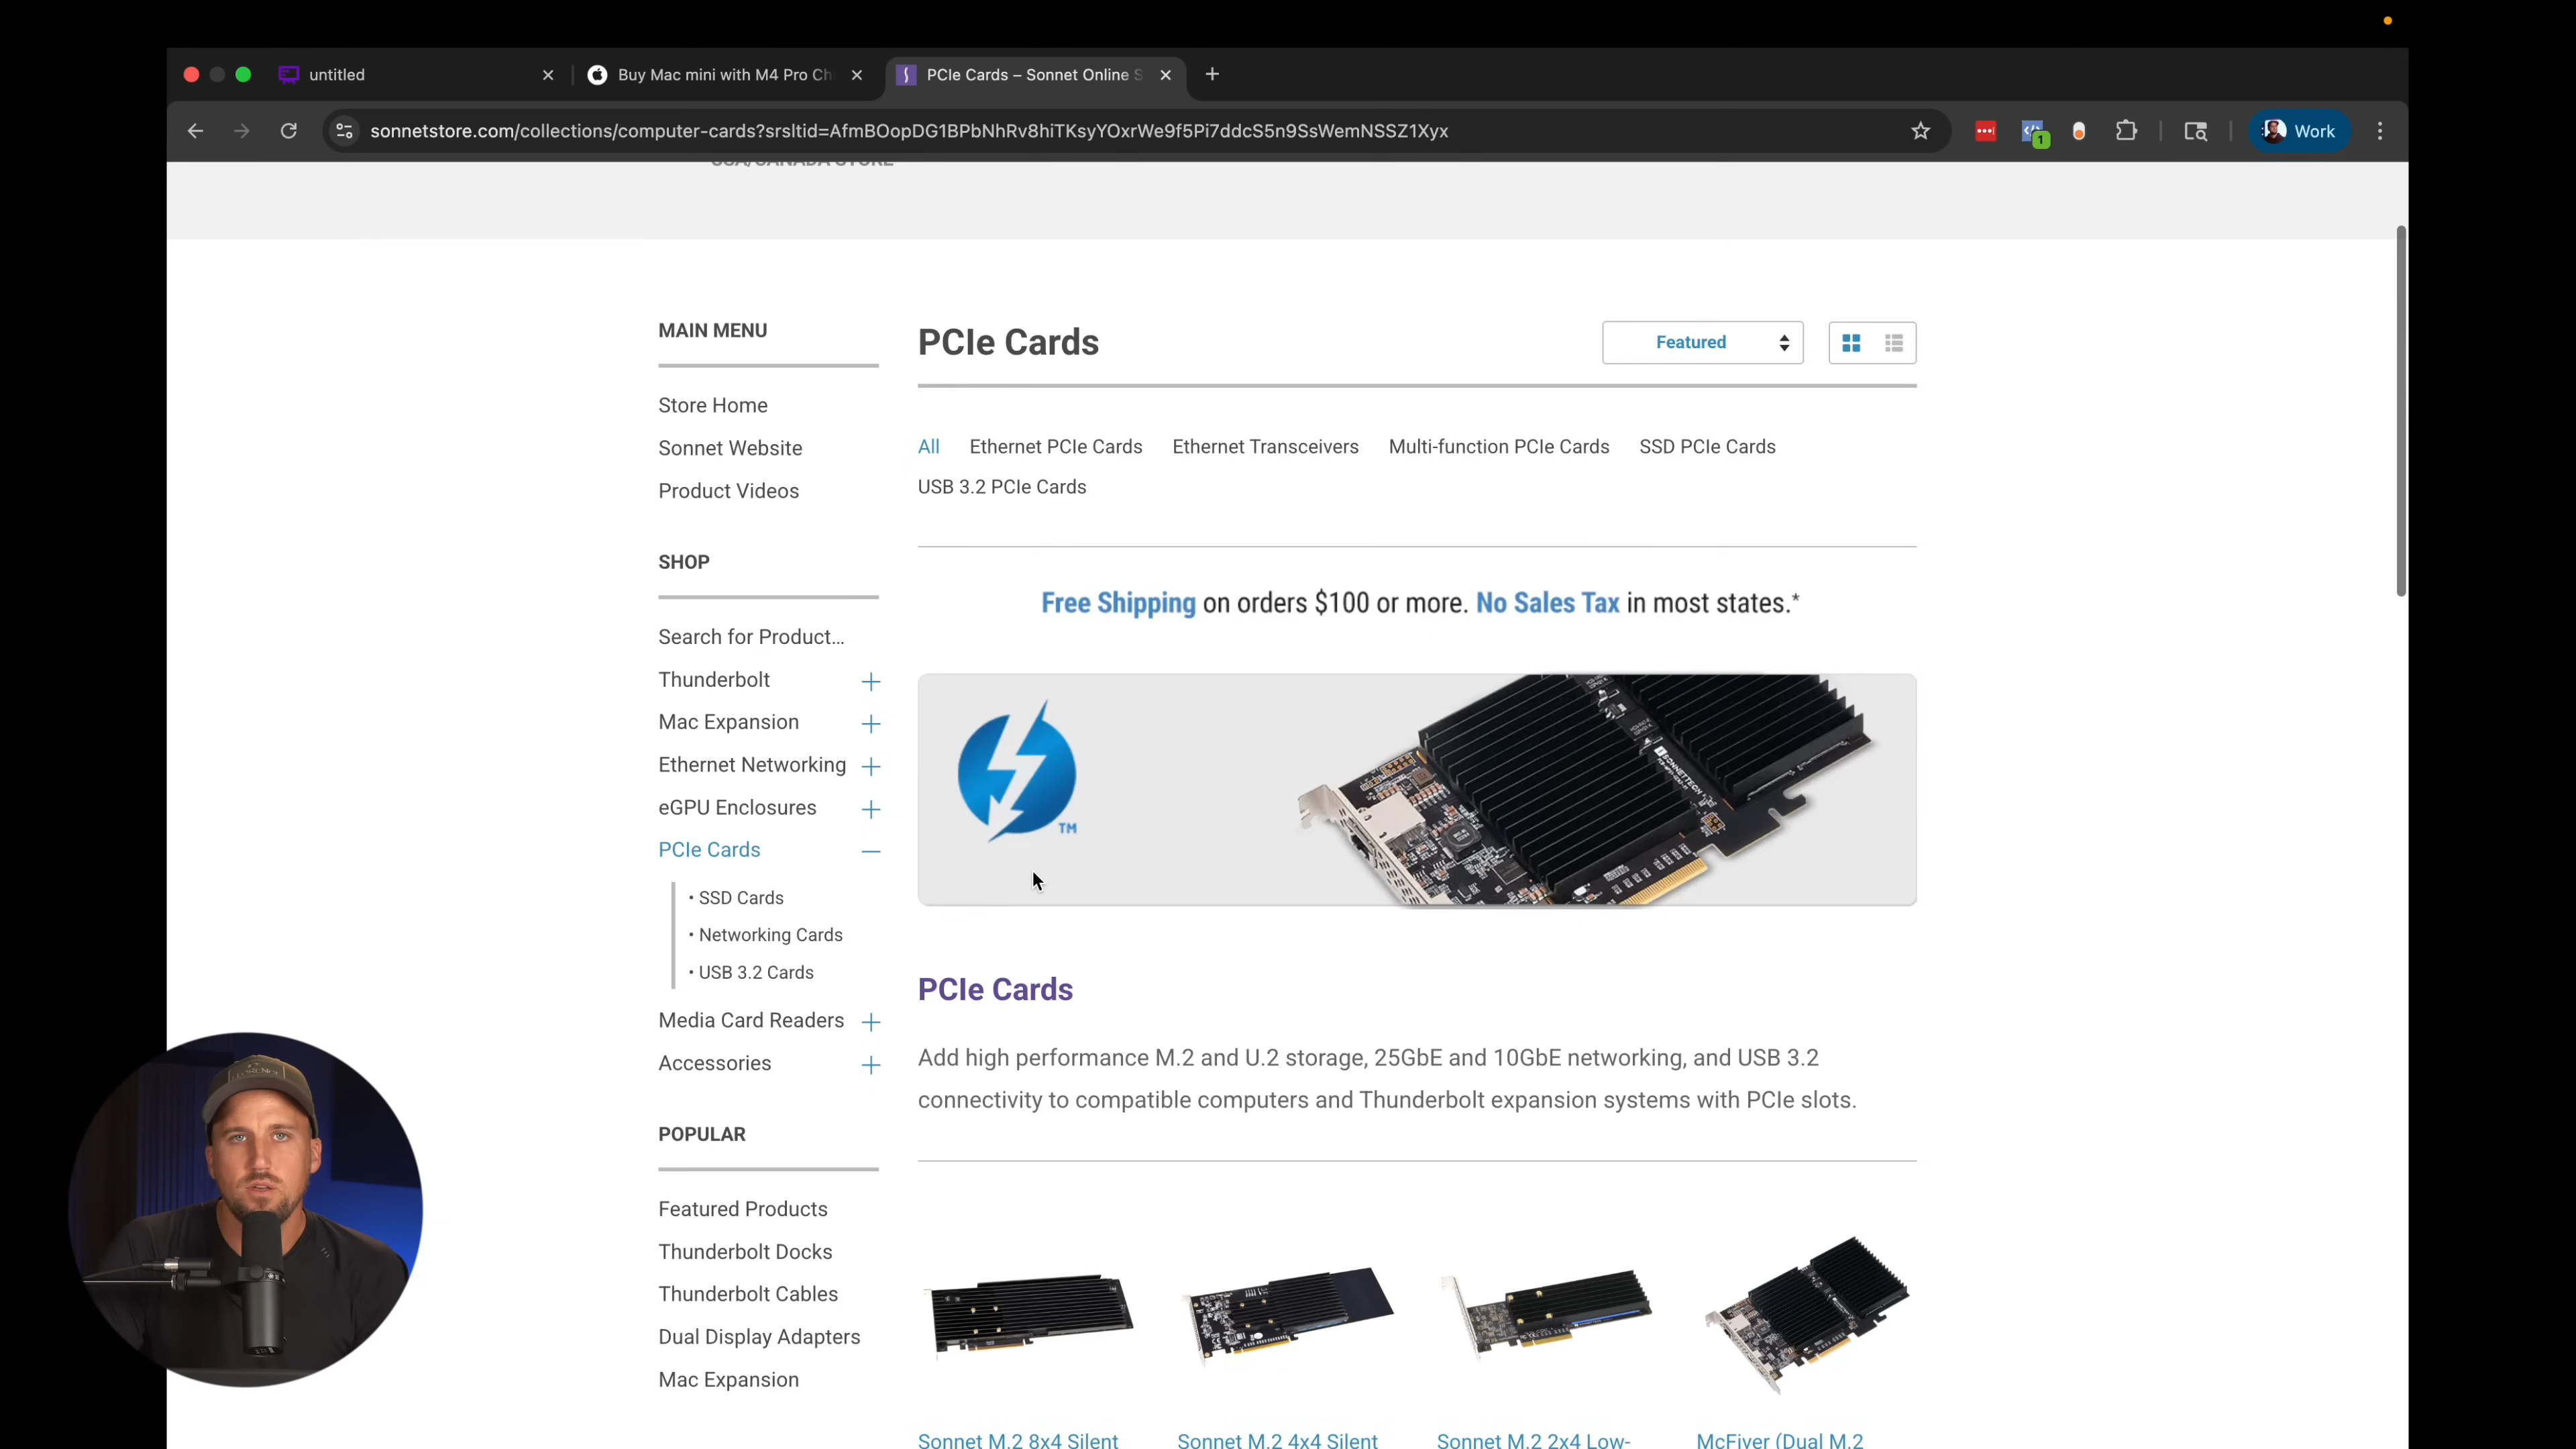 untitled
Buy Mac mini with M4 Pro Ch
PCIe Cards – Sonnet Online S
sonnetstore.com/collections/computer-cards?srsltid=AfmBOopDG1BPbNhRv8hiTKsyYOxrWe9f5Pi7ddcS5n9SsWemNSSZ1Xyx
1
Work
USA/CANADA STORE
MAIN MENU
Store Home
Sonnet Website
Product Videos
SHOP
Search for Product...
Thunderbolt
Mac Expansion
Ethernet Networking
eGPU Enclosures
PCIe Cards
• SSD Cards
• Networking Cards
• USB 3.2 Cards
Media Card Readers
Accessories
POPULAR
Featured Products
Thunderbolt Docks
Thunderbolt Cables
Dual Display Adapters
Mac Expansion
PCIe Cards
Featured
All Ethernet PCIe Cards Ethernet Transceivers Multi-function PCIe Cards SSD PCIe Cards
USB 3.2 PCIe Cards
Free Shipping on orders $100 or more. No Sales Tax in most states.*
TM
PCIe Cards
Add high performance M.2 and U.2 storage, 25GbE and 10GbE networking, and USB 3.2
connectivity to compatible computers and Thunderbolt expansion systems with PCIe slots.
Sonnet M.2 8x4 Silent
Sonnet M.2 4x4 Silent
Sonnet M.2 2x4 Low-
McFiver (Dual M.2